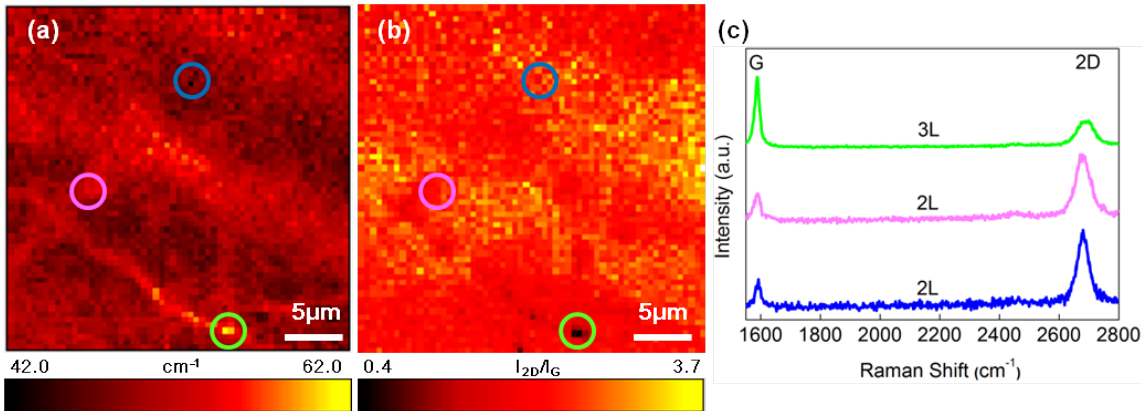 (a)
5µm
42.0 cm⁻¹ 62.0
(b)
5µm
0.4 I₂D/I_G 3.7
(c)
G 2D
3L
2L
2L
Intensity (a.u.)
1600 1800 2000 2200 2400 2600 2800
Raman Shift (cm⁻¹)